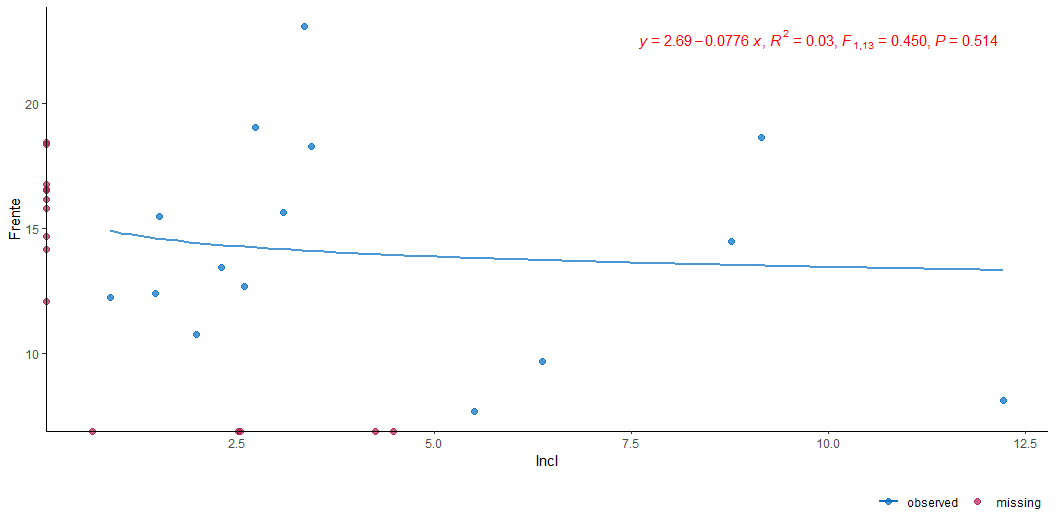 y = 2.69 − 0.0776 x, R² = 0.03, F₁,₁₃ = 0.450, P = 0.514
20
15
10
Frente
2.5 5.0 7.5 10.0 12.5
Incl
observed missing